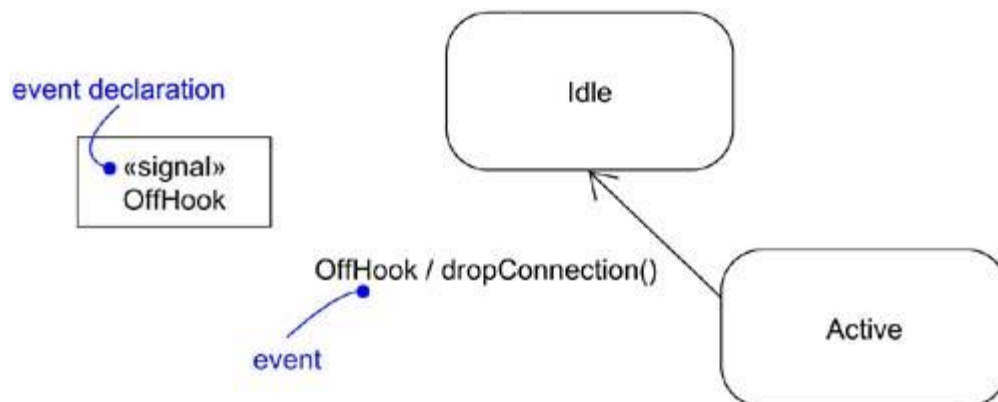 Idle
event declaration
«signal»
OffHook
OffHook / dropConnection()
Active
event